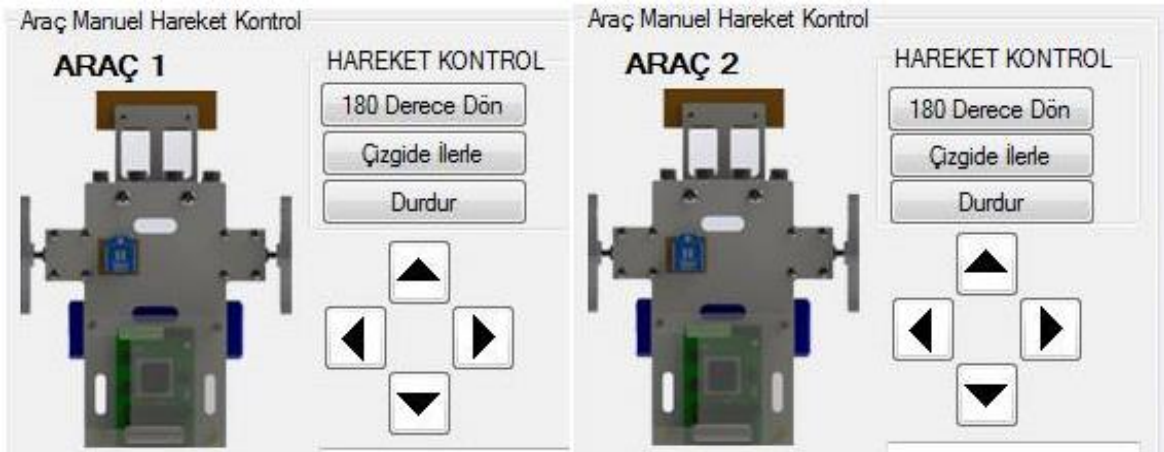 Araç Manuel Hareket Kontrol
ARAÇ 1
HAREKET KONTROL
180 Derece Dön
Çizgide İlerle
Durdur
Araç Manuel Hareket Kontrol
ARAÇ 2
HAREKET KONTROL
180 Derece Dön
Çizgide İlerle
Durdur